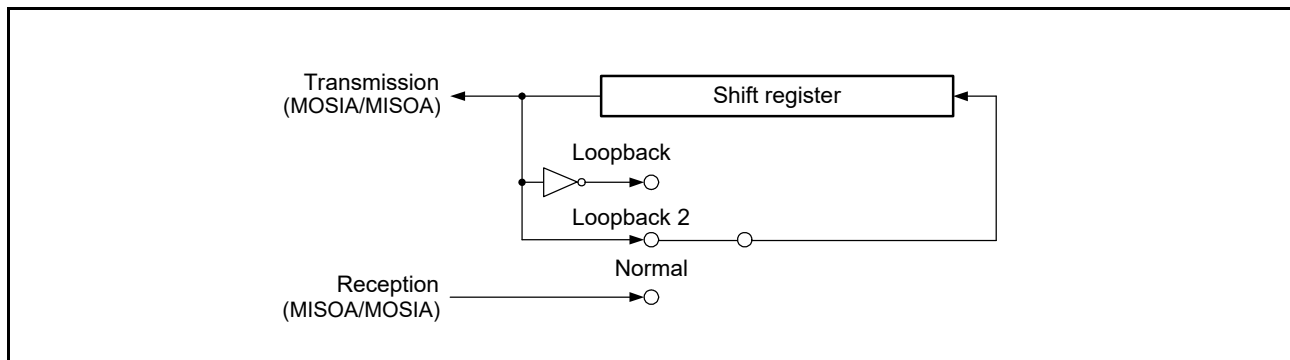 Transmission
(MOSIA/MISOA)
Shift register
Loopback
Loopback 2
Normal
Reception
(MISOA/MOSIA)